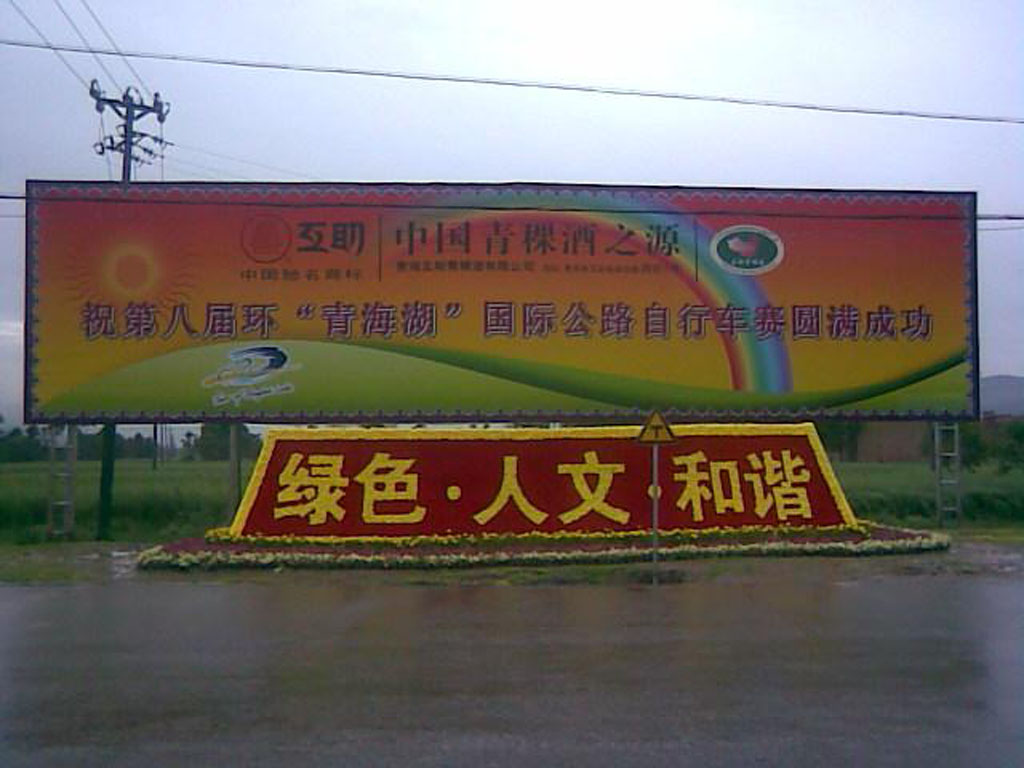 互助 中国青稞酒之源
中国驰名商标
祝第八届环“青海湖”国际公路自行车赛圆满成功
绿色·人文·和谐